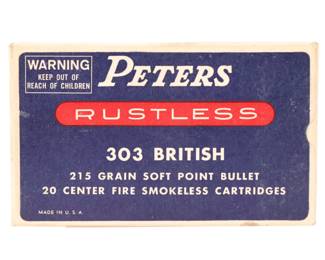 WARNING
KEEP OUT OF
REACH OF CHILDREN
PETERS
RUSTLESS
303 BRITISH
215 GRAIN SOFT POINT BULLET
20 CENTER FIRE SMOKELESS CARTRIDGES
MADE IN U. S. A.